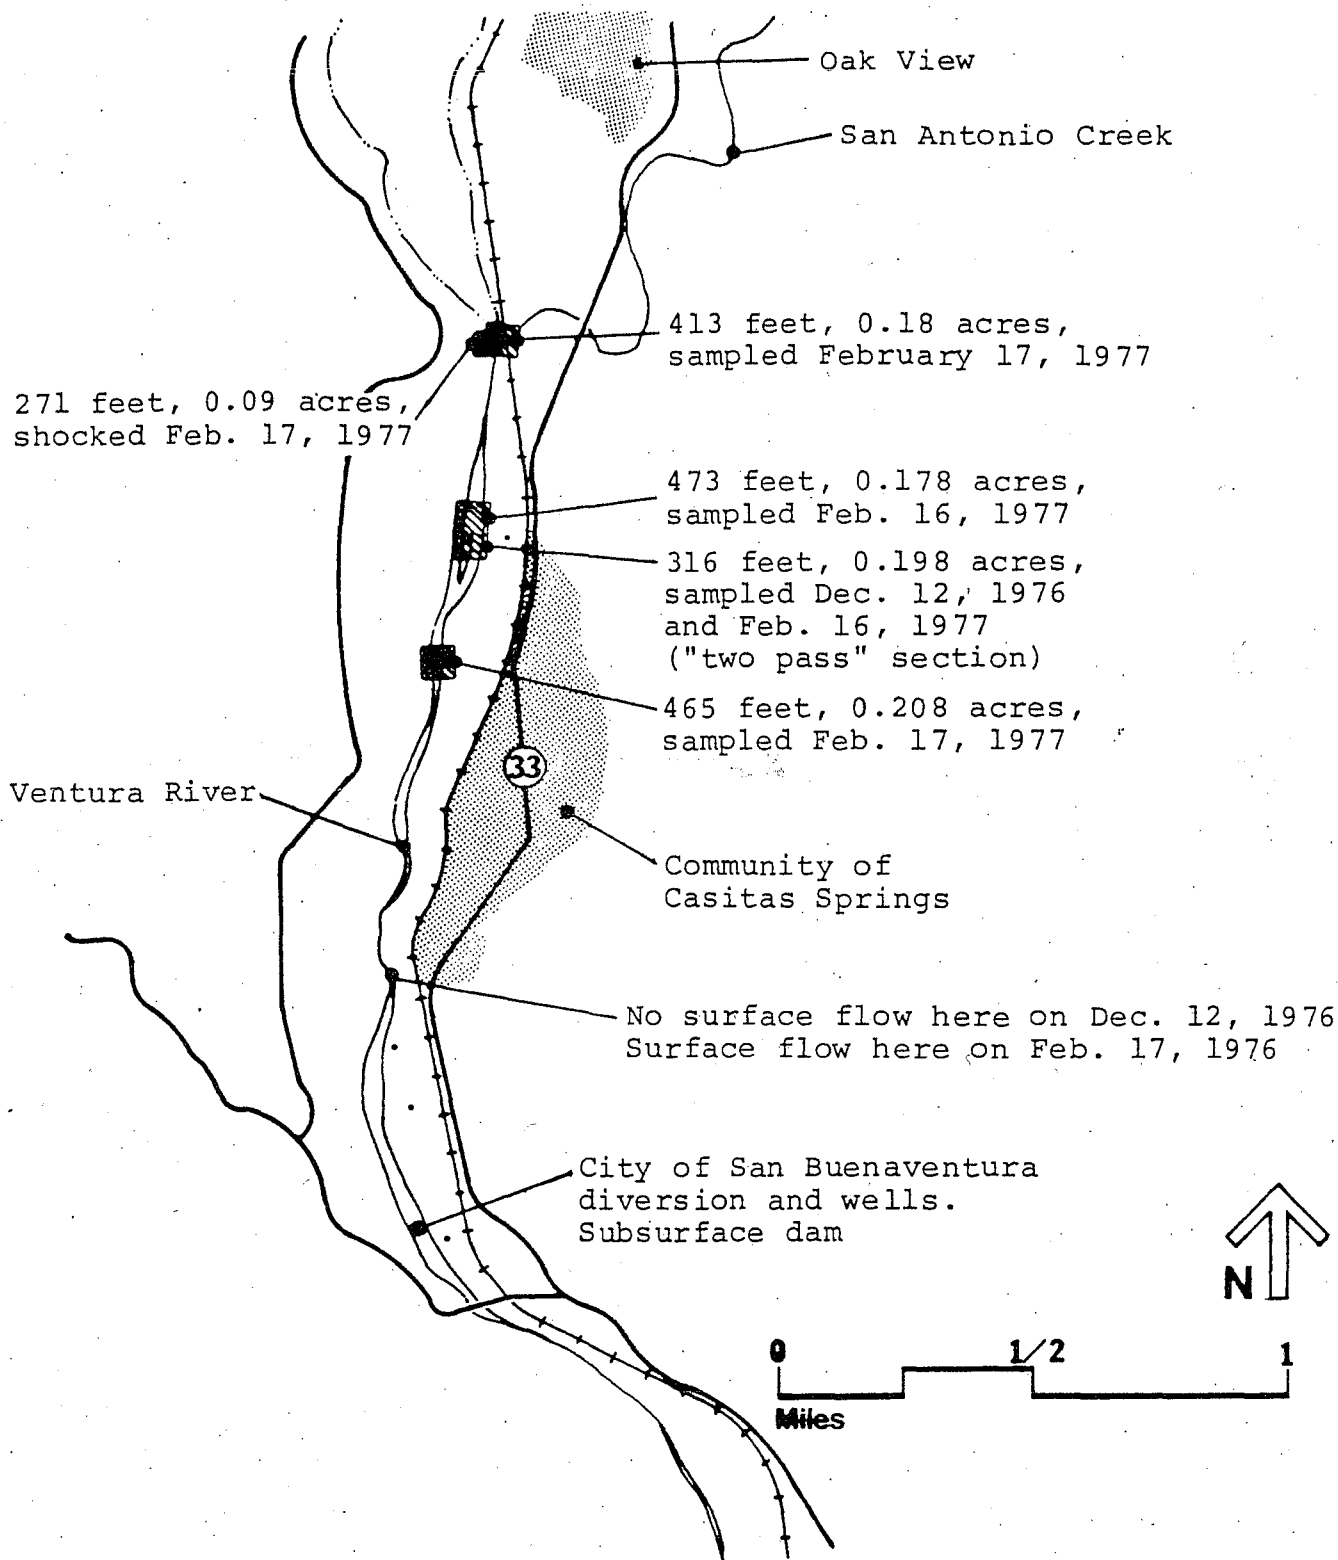 Oak View
San Antonio Creek
413 feet, 0.18 acres,
sampled February 17, 1977
271 feet, 0.09 acres,
shocked Feb. 17, 1977
473 feet, 0.178 acres,
sampled Feb. 16, 1977
316 feet, 0.198 acres,
sampled Dec. 12, 1976
and Feb. 16, 1977
("two pass" section)
465 feet, 0.208 acres,
sampled Feb. 17, 1977
33
Ventura River
Community of
Casitas Springs
No surface flow here on Dec. 12, 1976
Surface flow here on Feb. 17, 1976
City of San Buenaventura
diversion and wells.
Subsurface dam
N
0 1/2 1
Miles